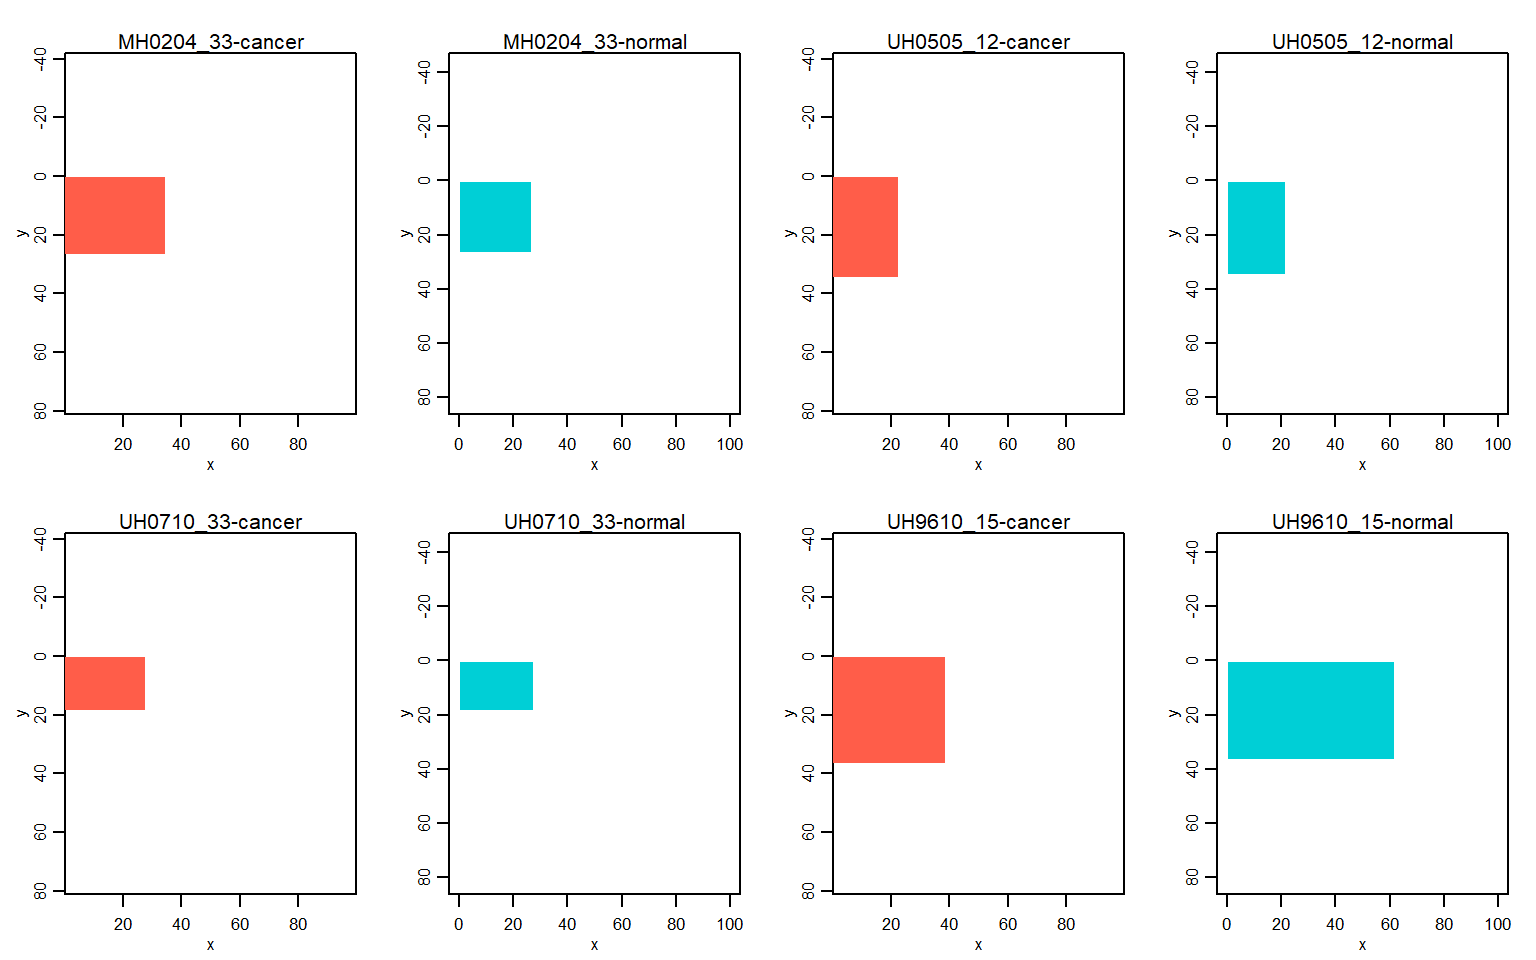 MH0204_33-cancer
-40
-20
0
20
40
60
80
y
20 40 60 80
x
MH0204_33-normal
-40
-20
0
20
40
60
80
y
0 20 40 60 80 100
x
UH0505_12-cancer
-40
-20
0
20
40
60
80
y
20 40 60 80
x
UH0505_12-normal
-40
-20
0
20
40
60
80
y
0 20 40 60 80 100
x
UH0710_33-cancer
-40
-20
0
20
40
60
80
y
20 40 60 80
x
UH0710_33-normal
-40
-20
0
20
40
60
80
y
0 20 40 60 80 100
x
UH9610_15-cancer
-40
-20
0
20
40
60
80
y
20 40 60 80
x
UH9610_15-normal
-40
-20
0
20
40
60
80
y
0 20 40 60 80 100
x